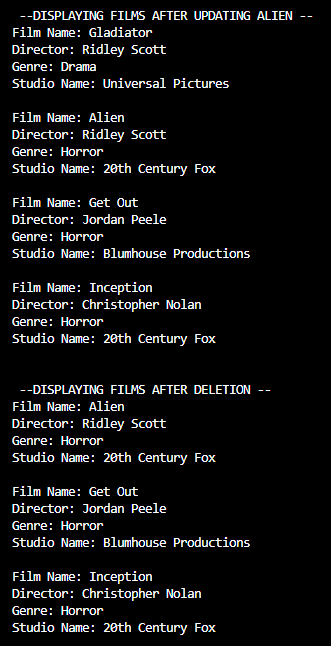 --DISPLAYING FILMS AFTER UPDATING ALIEN --
Film Name: Gladiator
Director: Ridley Scott
Genre: Drama
Studio Name: Universal Pictures

Film Name: Alien
Director: Ridley Scott
Genre: Horror
Studio Name: 20th Century Fox

Film Name: Get Out
Director: Jordan Peele
Genre: Horror
Studio Name: Blumhouse Productions

Film Name: Inception
Director: Christopher Nolan
Genre: Horror
Studio Name: 20th Century Fox

--DISPLAYING FILMS AFTER DELETION --
Film Name: Alien
Director: Ridley Scott
Genre: Horror
Studio Name: 20th Century Fox

Film Name: Get Out
Director: Jordan Peele
Genre: Horror
Studio Name: Blumhouse Productions

Film Name: Inception
Director: Christopher Nolan
Genre: Horror
Studio Name: 20th Century Fox